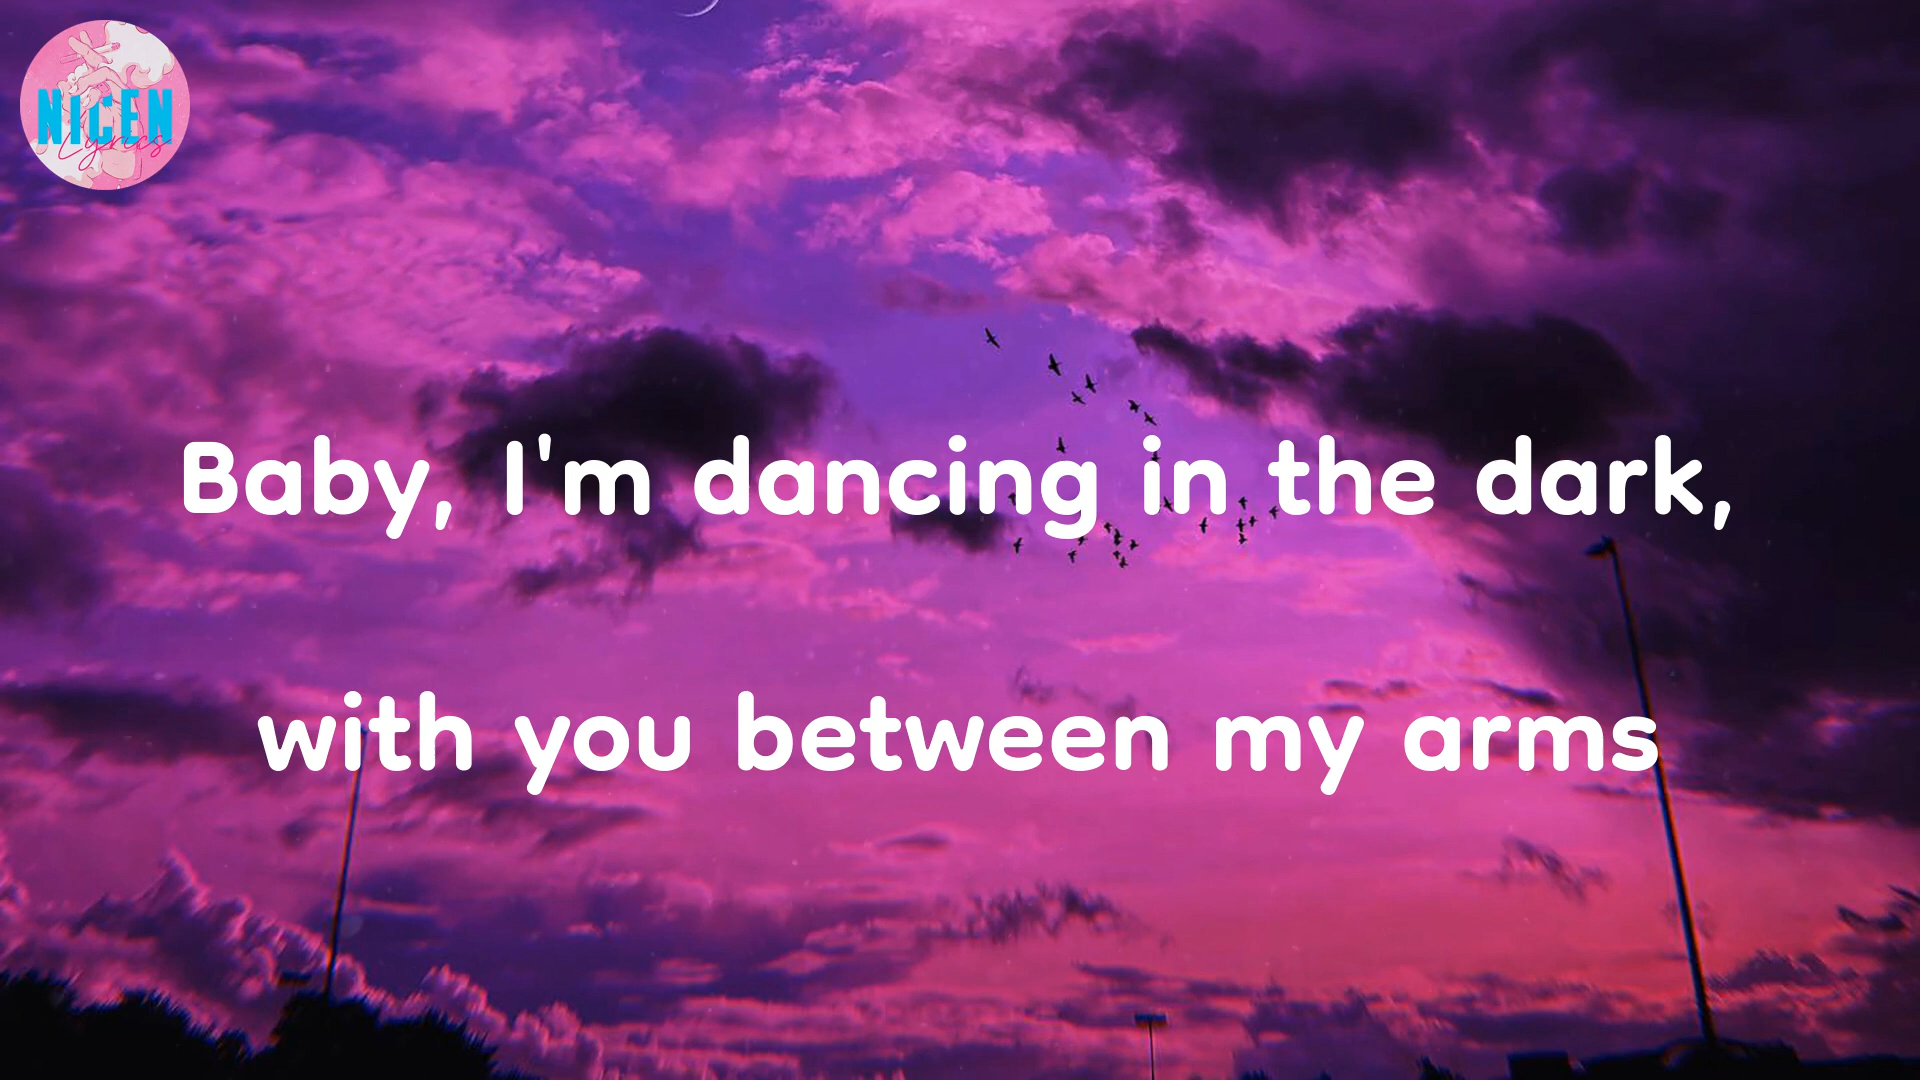 NICEN
Lyrics
Baby, I'm dancing in the dark,
with you between my arms